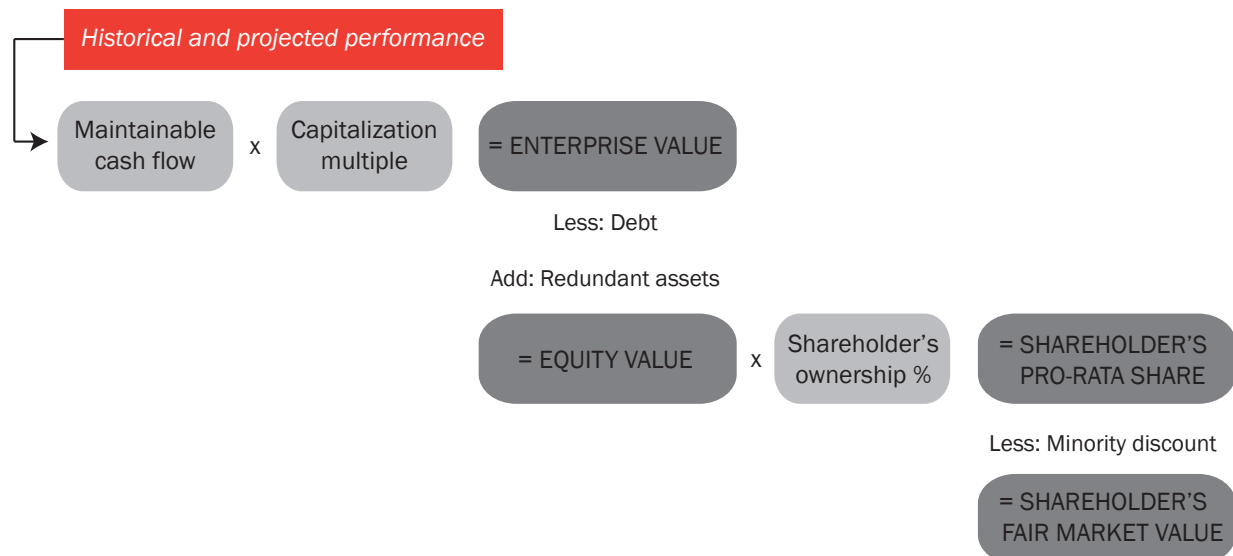 Historical and projected performance
Maintainable
cash flow
x
Capitalization
multiple
= ENTERPRISE VALUE
Less: Debt
Add: Redundant assets
= EQUITY VALUE
x
Shareholder's
ownership %
= SHAREHOLDER'S
PRO-RATA SHARE
Less: Minority discount
= SHAREHOLDER'S
FAIR MARKET VALUE